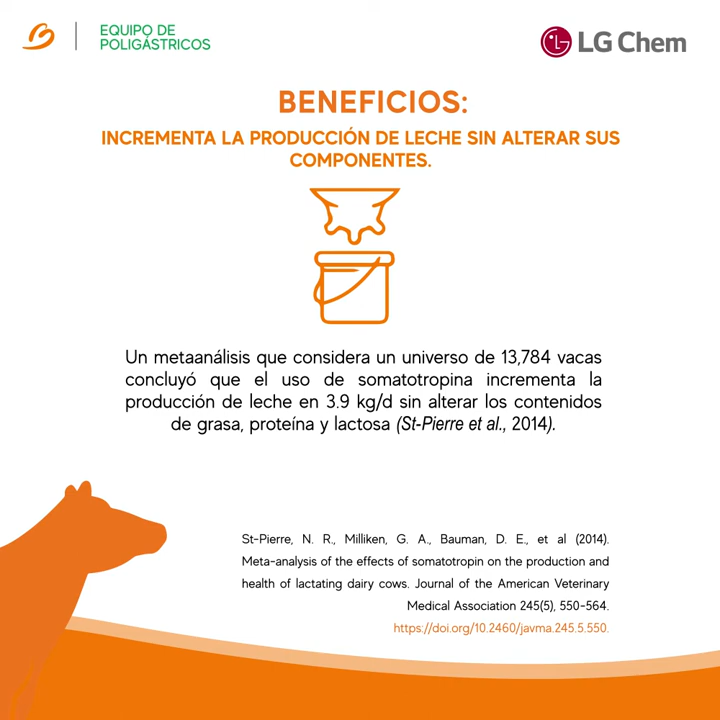 EQUIPO DE
POLIGÁSTRICOS
LG Chem
BENEFICIOS:
INCREMENTA LA PRODUCCIÓN DE LECHE SIN ALTERAR SUS
COMPONENTES.
Un metaanálisis que considera un universo de 13,784 vacas
concluyó que el uso de somatotropina incrementa la
producción de leche en 3.9 kg/d sin alterar los contenidos
de grasa, proteína y lactosa (St-Pierre et al., 2014).
St-Pierre, N. R., Milliken, G. A., Bauman, D. E., et al (2014).
Meta-analysis of the effects of somatotropin on the production and
health of lactating dairy cows. Journal of the American Veterinary
Medical Association 245(5), 550-564.
https://doi.org/10.2460/javma.245.5.550.